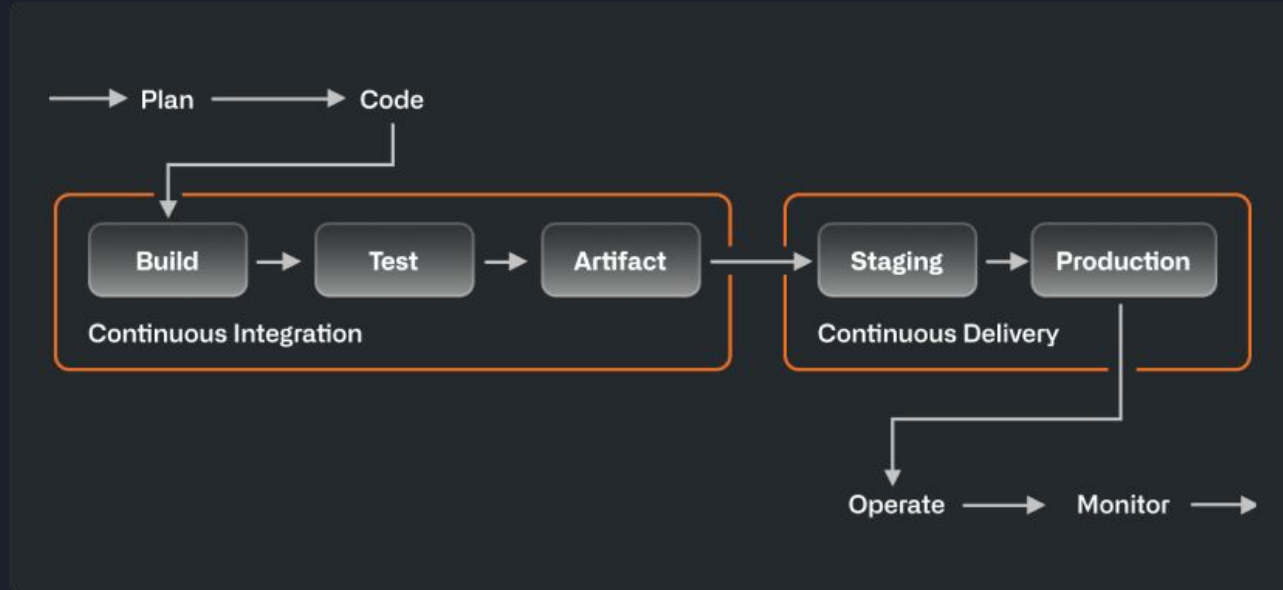 Plan
Code
Build
Test
Artifact
Continuous Integration
Staging
Production
Continuous Delivery
Operate
Monitor